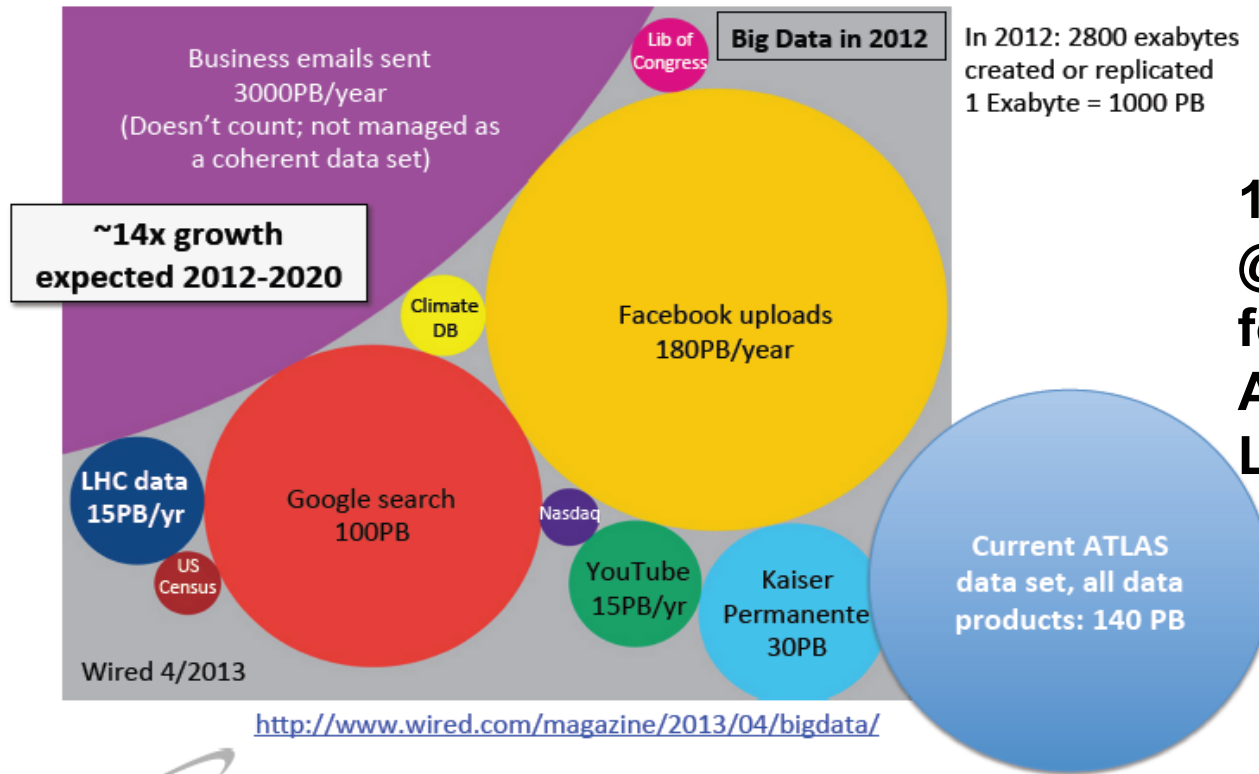 Business emails sent
3000PB/year
(Doesn't count; not managed as
a coherent data set)
Lib of
Congress
Big Data in 2012
In 2012: 2800 exabytes
created or replicated
1 Exabyte = 1000 PB
~14x growth
expected 2012-2020
Climate
DB
Facebook uploads
180PB/year
LHC data
15PB/yr
Google search
100PB
Nasdaq
US
Census
YouTube
15PB/yr
Kaiser
Permanente
30PB
Current ATLAS
data set, all data
products: 140 PB
Wired 4/2013
http://www.wired.com/magazine/2013/04/bigdata/